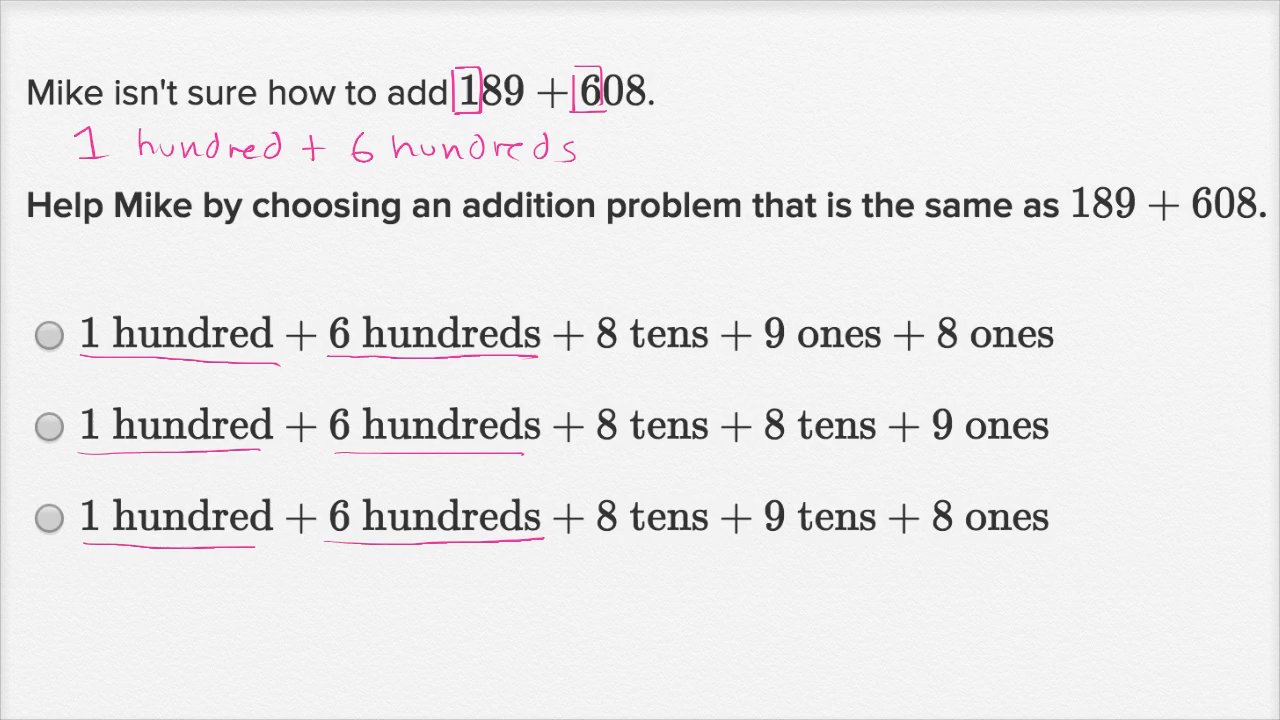 Mike isn't sure how to add 189 + 608.
1 hundred + 6 hundreds
Help Mike by choosing an addition problem that is the same as 189 + 608.
1 hundred + 6 hundreds + 8 tens + 9 ones + 8 ones
1 hundred + 6 hundreds + 8 tens + 8 tens + 9 ones
1 hundred + 6 hundreds + 8 tens + 9 tens + 8 ones